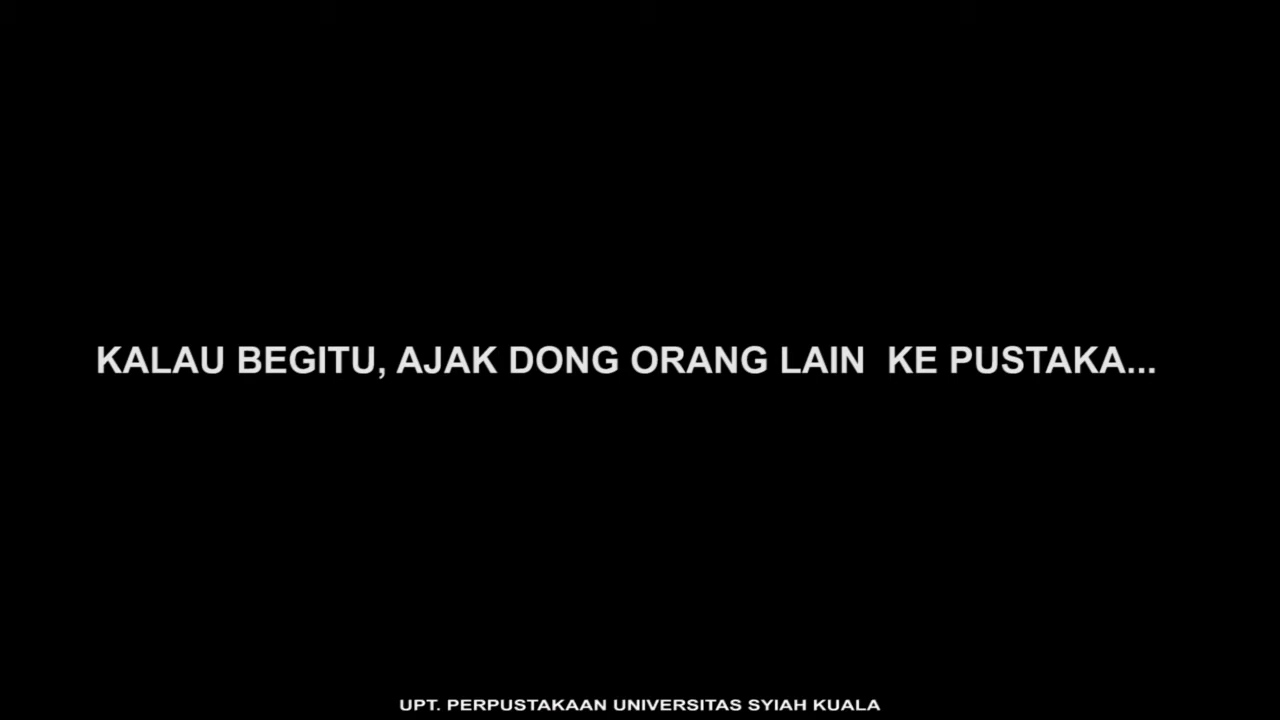 KALAU BEGITU, AJAK DONG ORANG LAIN  KE PUSTAKA...
UPT. PERPUSTAKAAN UNIVERSITAS SYIAH KUALA